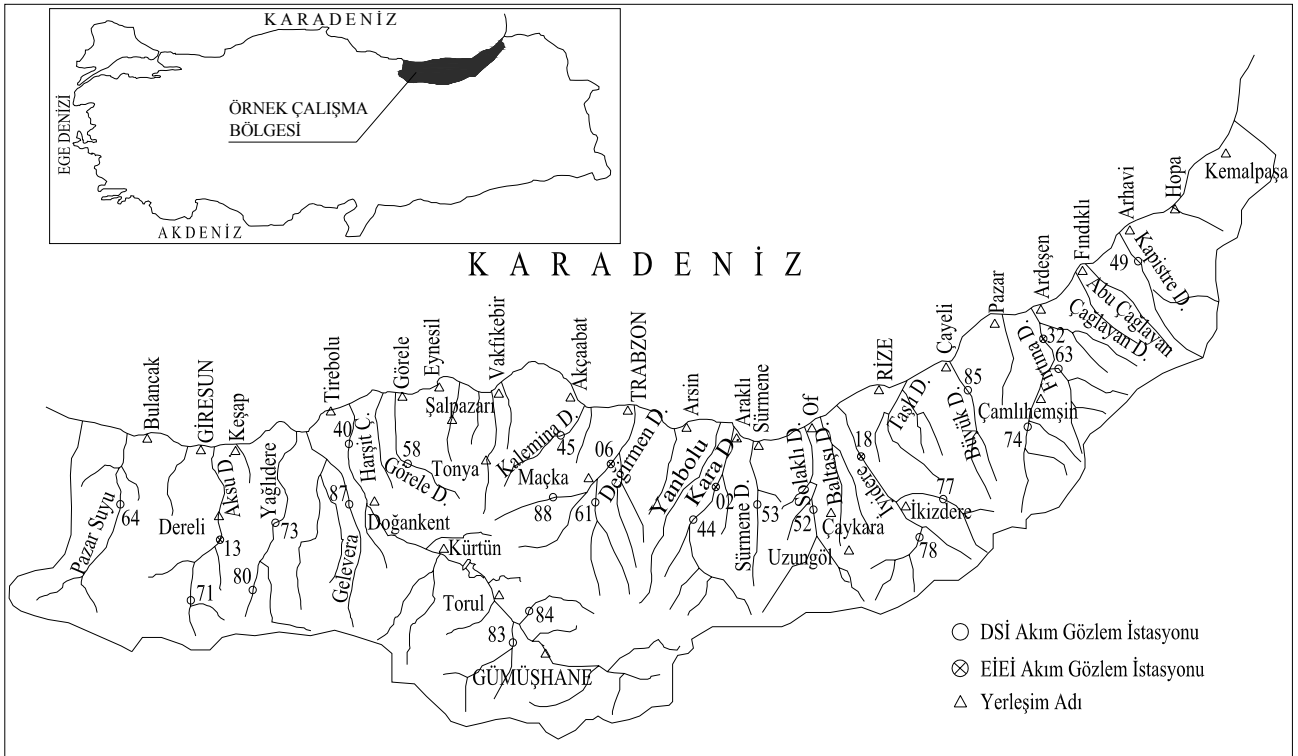 KARADENİZ
EGE DENİZİ
ÖRNEK ÇALIŞMA
BÖLGESİ
AKDENİZ
KARADENİZ
Kemalpaşa
Hopa
Arhavi
Fındıklı
Ardeşen
Pazar
Çayeli
RİZE
Of
Sürmene
Araklı
Arsin
TRABZON
Akçaabat
Vakfıkebir
Eynesil
Görele
Tirebolu
Keşap
GİRESUN
Bulancak
Kapistre D.
49
Abu Çağlayan
Çağlayan D.
32
63
Fırtına D.
Çamlıhemşin
74
85
Büyük D.
Taşlı D.
18
İyidere
77
İkizdere
78
Solaklı D.
Baltacı D.
52
Çaykara
Uzungöl
53
Sürmene D.
02
Kara D.
Yanbolu
44
06
Değirmen D.
61
Maçka
88
Kalemina D.
45
Şalpazarı
Tonya
58
Görele D.
40
Harşit Ç.
87
Doğankent
Kürtün
Torul
84
83
GÜMÜŞHANE
Gelevera
Yağlıdere
73
80
Aksu D.
Dereli
13
71
Pazar Suyu
64
DSİ Akım Gözlem İstasyonu
EİEİ Akım Gözlem İstasyonu
Yerleşim Adı